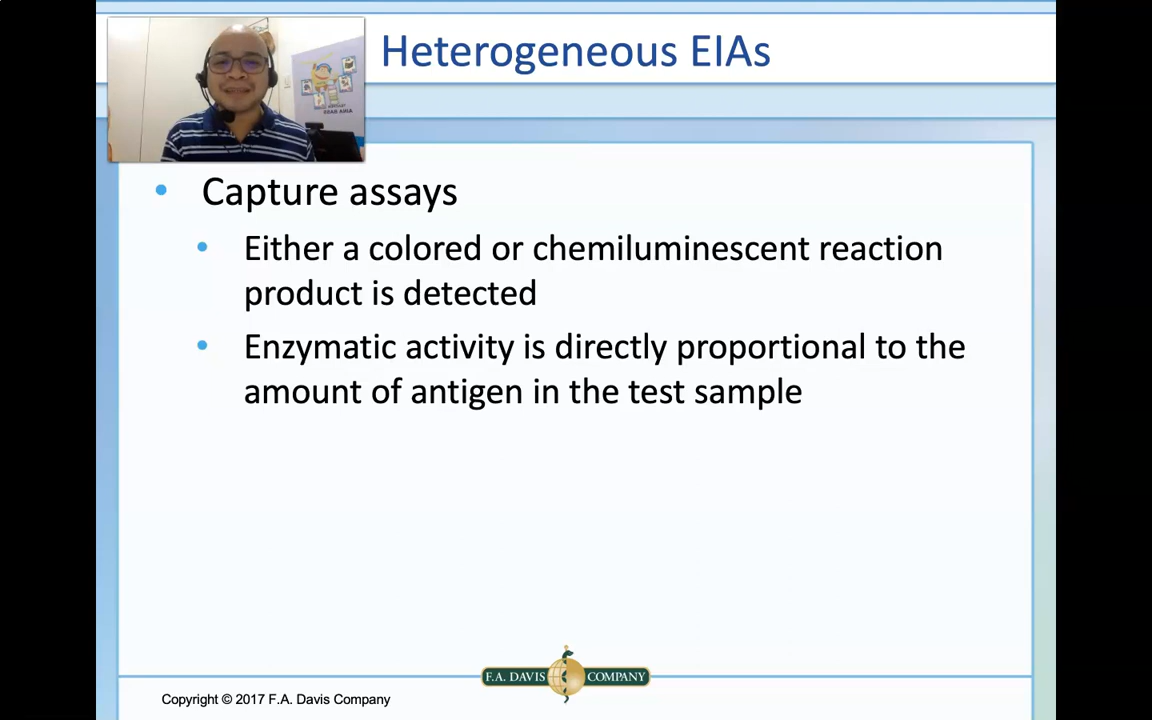 Heterogeneous EIAs
• Capture assays
• Either a colored or chemiluminescent reaction
product is detected
• Enzymatic activity is directly proportional to the
amount of antigen in the test sample
F.A. DAVIS COMPANY
Copyright © 2017 F.A. Davis Company